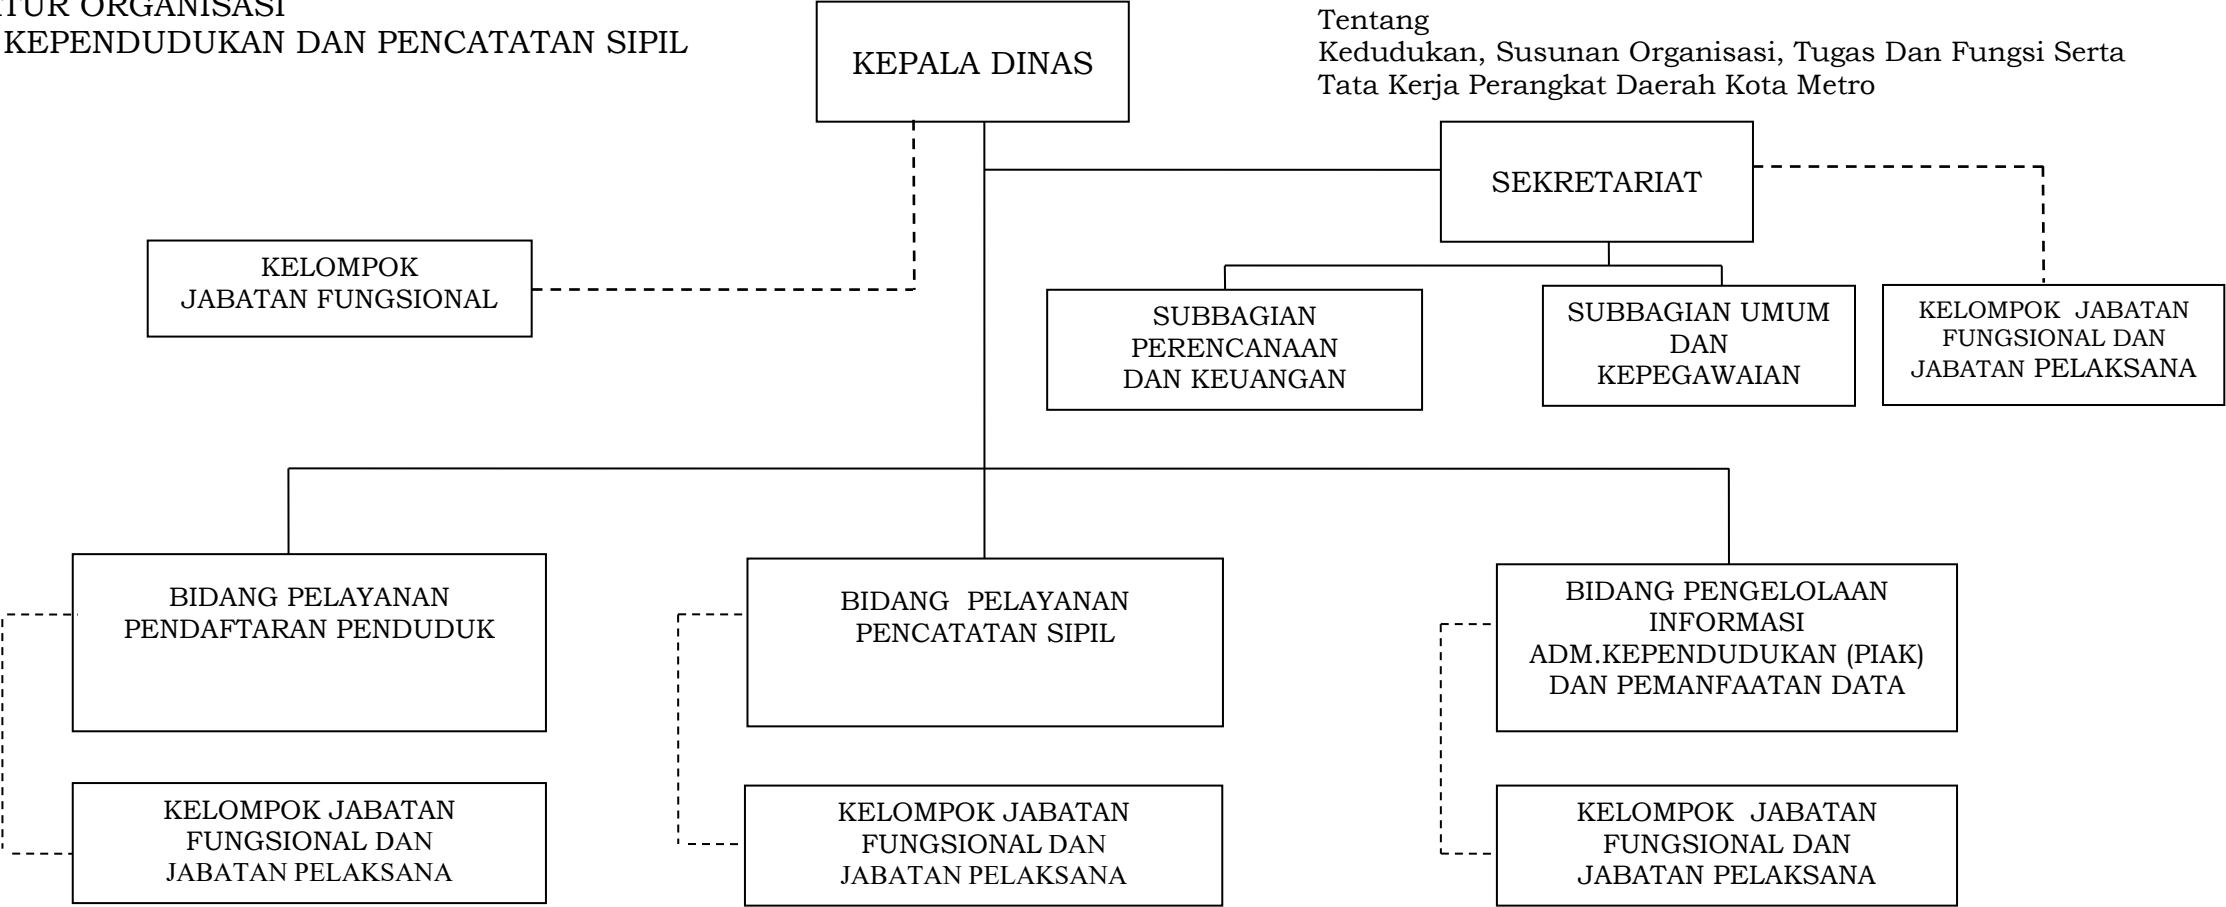 TUR ORGANISASI
KEPENDUDUKAN DAN PENCATATAN SIPIL
Tentang
Kedudukan, Susunan Organisasi, Tugas Dan Fungsi Serta
Tata Kerja Perangkat Daerah Kota Metro
KEPALA DINAS
SEKRETARIAT
KELOMPOK
JABATAN FUNGSIONAL
SUBBAGIAN
PERENCANAAN
DAN KEUANGAN
SUBBAGIAN UMUM
DAN
KEPEGAWAIAN
KELOMPOK JABATAN
FUNGSIONAL DAN
JABATAN PELAKSANA
BIDANG PELAYANAN
PENDAFTARAN PENDUDUK
BIDANG PELAYANAN
PENCATATAN SIPIL
BIDANG PENGELOLAAN
INFORMASI
ADM.KEPENDUDUKAN (PIAK)
DAN PEMANFAATAN DATA
KELOMPOK JABATAN
FUNGSIONAL DAN
JABATAN PELAKSANA
KELOMPOK JABATAN
FUNGSIONAL DAN
JABATAN PELAKSANA
KELOMPOK JABATAN
FUNGSIONAL DAN
JABATAN PELAKSANA